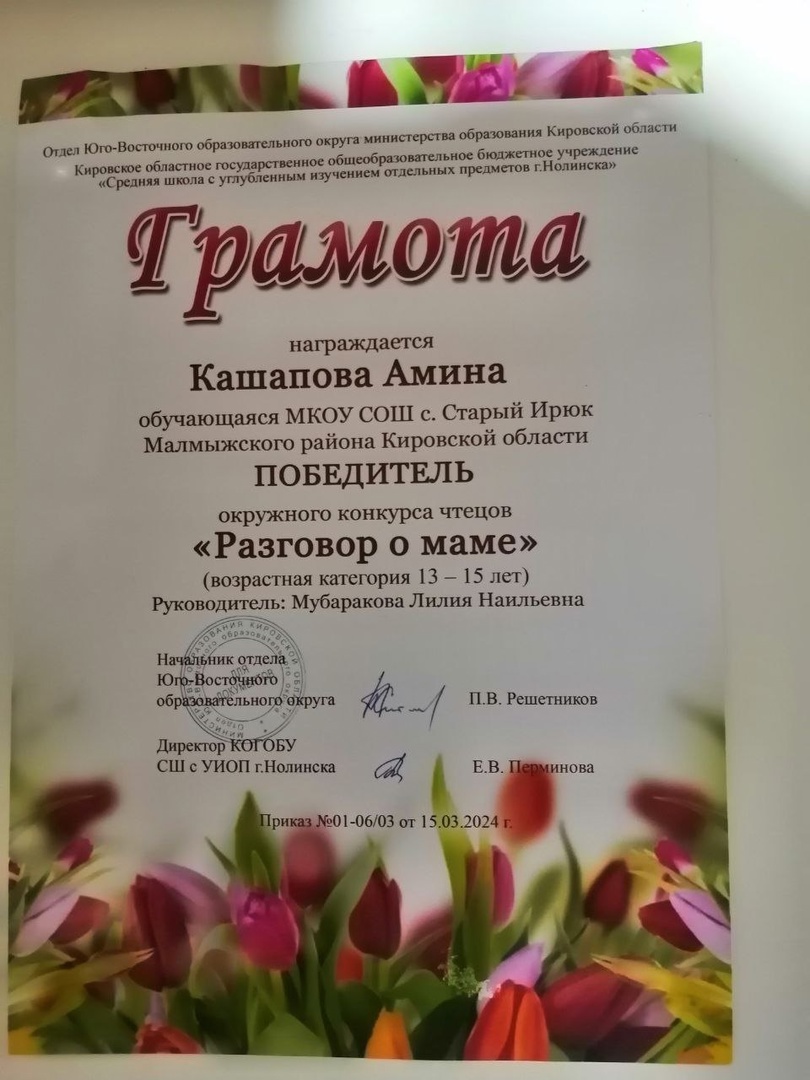 Отдел Юго-Восточного образовательного округа министерства образования Кировской области
Кировское областное государственное общеобразовательное бюджетное учреждение
«Средняя школа с углубленным изучением отдельных предметов г.Нолинска»
Грамота
награждается
Кашапова Амина
обучающаяся МКОУ СОШ с. Старый Ирюк
Малмыжского района Кировской области
ПОБЕДИТЕЛЬ
окружного конкурса чтецов
«Разговор о маме»
(возрастная категория 13 – 15 лет)
Руководитель: Мубаракова Лилия Наильевна
Начальник отдела
Юго-Восточного
образовательного округа
П.В. Решетников
ДЛЯ
ДОКУМЕНТОВ
Директор КОГОБУ
СШ с УИОП г.Нолинска
Е.В. Перминова
Приказ №01-06/03 от 15.03.2024 г.